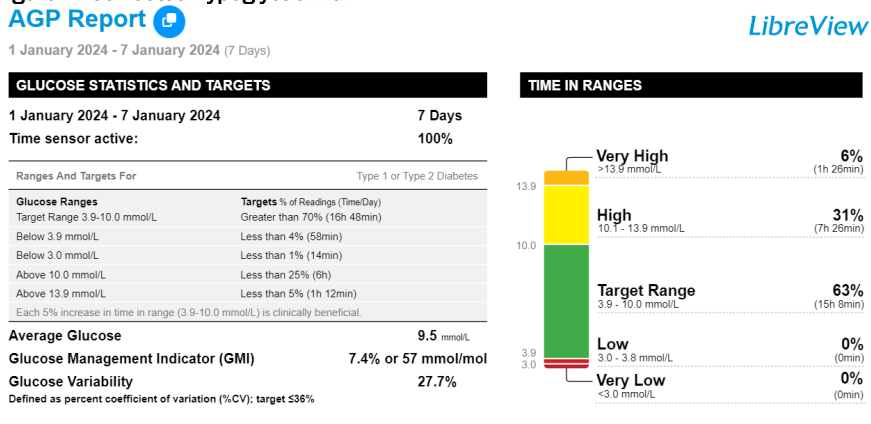 AGP Report
LibreView
1 January 2024 - 7 January 2024 (7 Days)
GLUCOSE STATISTICS AND TARGETS
1 January 2024 - 7 January 2024 7 Days
Time sensor active: 100%
Ranges And Targets For Type 1 or Type 2 Diabetes
Glucose Ranges Targets % of Readings (Time/Day)
Target Range 3.9-10.0 mmol/L Greater than 70% (16h 48min)
Below 3.9 mmol/L Less than 4% (58min)
Below 3.0 mmol/L Less than 1% (14min)
Above 10.0 mmol/L Less than 25% (6h)
Above 13.9 mmol/L Less than 5% (1h 12min)
Each 5% increase in time in range (3.9-10.0 mmol/L) is clinically beneficial.
Average Glucose 9.5 mmol/L
Glucose Management Indicator (GMI) 7.4% or 57 mmol/mol
Glucose Variability 27.7%
Defined as percent coefficient of variation (%CV); target ≤36%
TIME IN RANGES
Very High 6%
>13.9 mmol/L (1h 26min)
13.9
High 31%
10.1 - 13.9 mmol/L (7h 26min)
10.0
Target Range 63%
3.9 - 10.0 mmol/L (15h 8min)
Low 0%
3.9
3.0 - 3.8 mmol/L (0min)
3.0
Very Low 0%
<3.0 mmol/L (0min)